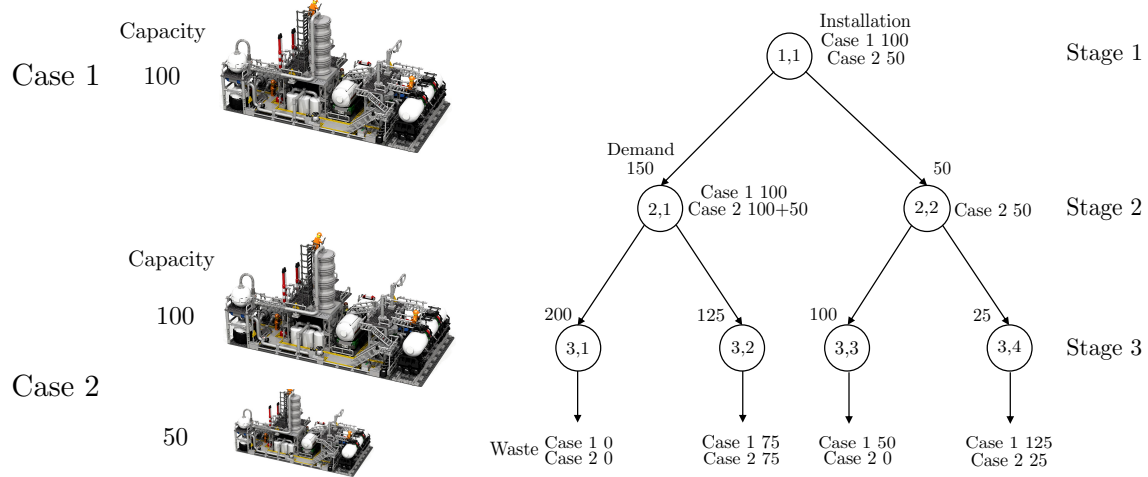 Capacity
Case 1
100
Capacity
100
Case 2
50
Installation
Case 1 100
Case 2 50
1,1
Stage 1
Demand
150
50
2,1
Case 1 100
Case 2 100+50
2,2
Case 2 50
Stage 2
200
125
100
25
3,1
3,2
3,3
3,4
Stage 3
Waste
Case 1 0
Case 2 0
Case 1 75
Case 2 75
Case 1 50
Case 2 0
Case 1 125
Case 2 25